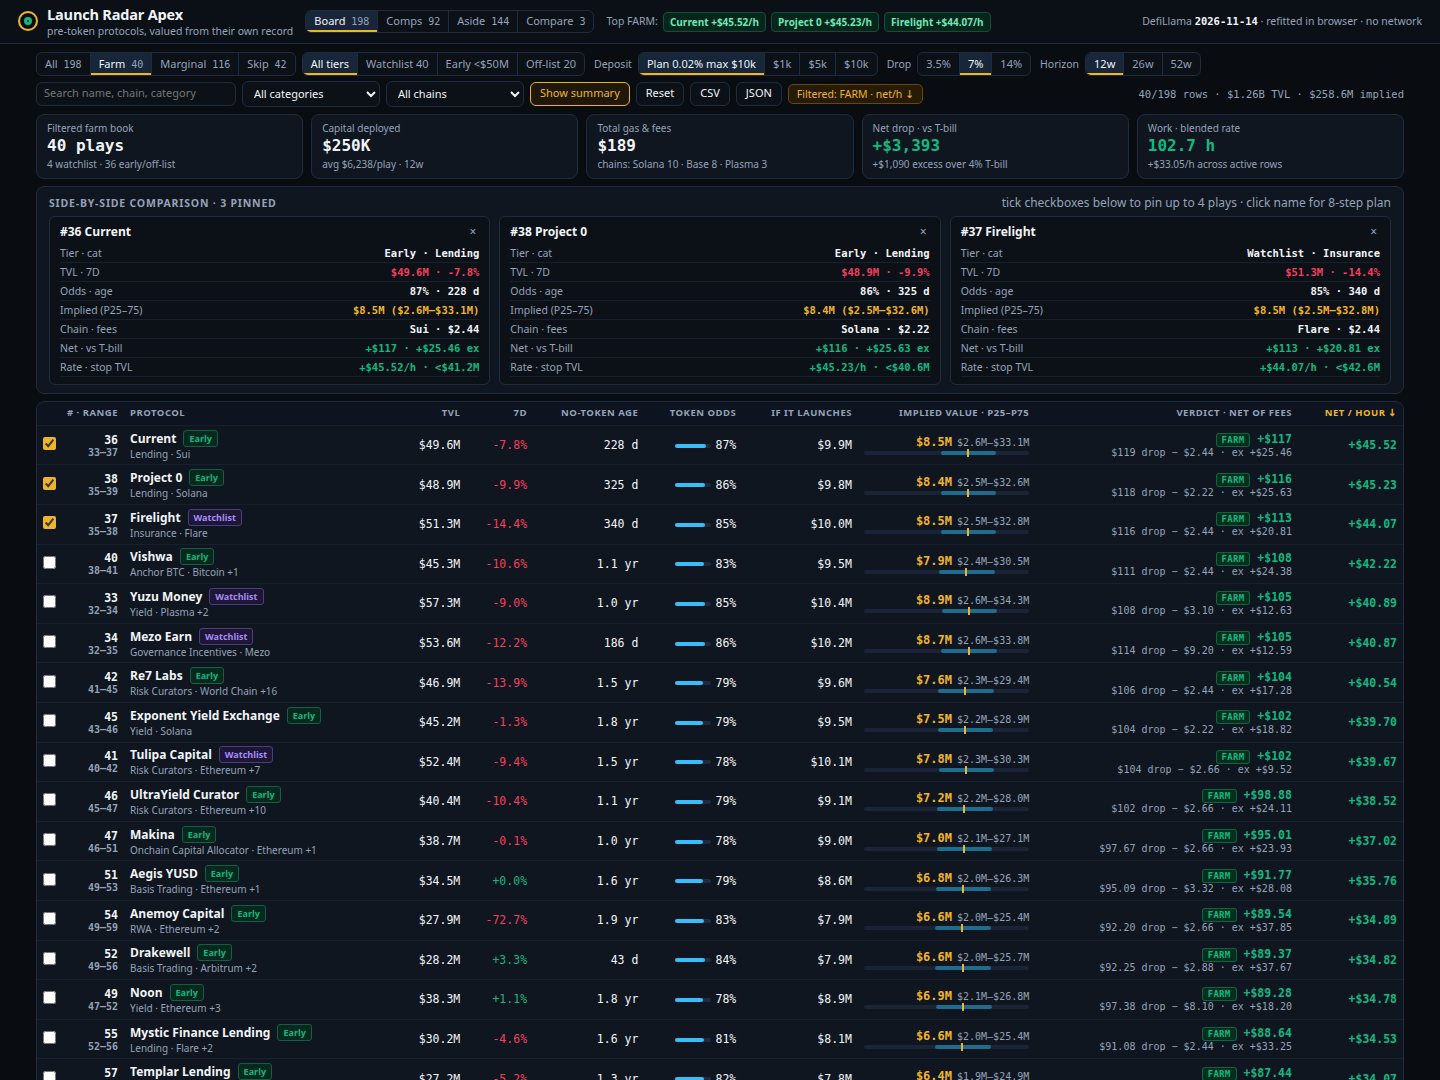 Launch Radar Apex
pre-token protocols, valued from their own record
Board 198 Comps 92 Aside 144 Compare 3
Top FARM: Current +$45.52/h Project 0 +$45.23/h Firelight +$44.07/h
DefiLlama 2026-11-14 · refitted in browser · no network
All 198 Farm 40 Marginal 116 Skip 42 All tiers Watchlist 40 Early <$50M Off-list 20 Deposit Plan 0.02% max $10k $1k $5k $10k Drop 3.5% 7% 14% Horizon 12w 26w 52w
Search name, chain, category All categories All chains Show summary Reset CSV JSON Filtered: FARM · net/h ↓ 40/198 rows · $1.26B TVL · $258.6M implied
Filtered farm book
40 plays
4 watchlist · 36 early/off-list
Capital deployed
$250K
avg $6,238/play · 12w
Total gas & fees
$189
chains: Solana 10 · Base 8 · Plasma 3
Net drop · vs T-bill
+$3,393
+$1,090 excess over 4% T-bill
Work · blended rate
102.7 h
+$33.05/h across active rows
SIDE-BY-SIDE COMPARISON · 3 PINNED
tick checkboxes below to pin up to 4 plays · click name for 8-step plan
#36 Current ×
Tier · cat Early · Lending
TVL · 7D $49.6M · -7.8%
Odds · age 87% · 228 d
Implied (P25–75) $8.5M ($2.6M–$33.1M)
Chain · fees Sui · $2.44
Net · vs T-bill +$117 · +$25.46 ex
Rate · stop TVL +$45.52/h · <$41.2M
#38 Project 0 ×
Tier · cat Early · Lending
TVL · 7D $48.9M · -9.9%
Odds · age 86% · 325 d
Implied (P25–75) $8.4M ($2.5M–$32.6M)
Chain · fees Solana · $2.22
Net · vs T-bill +$116 · +$25.63 ex
Rate · stop TVL +$45.23/h · <$40.6M
#37 Firelight ×
Tier · cat Watchlist · Insurance
TVL · 7D $51.3M · -14.4%
Odds · age 85% · 340 d
Implied (P25–75) $8.5M ($2.5M–$32.8M)
Chain · fees Flare · $2.44
Net · vs T-bill +$113 · +$20.81 ex
Rate · stop TVL +$44.07/h · <$42.6M
# · RANGE PROTOCOL TVL 7D NO-TOKEN AGE TOKEN ODDS IF IT LAUNCHES IMPLIED VALUE · P25–P75 VERDICT · NET OF FEES NET / HOUR ↓
36 Current Early $49.6M -7.8% 228 d 87% $9.9M $8.5M $2.6M–$33.1M FARM +$117 +$45.52
33–37 Lending · Sui $119 drop − $2.44 · ex +$25.46
38 Project 0 Early $48.9M -9.9% 325 d 86% $9.8M $8.4M $2.5M–$32.6M FARM +$116 +$45.23
35–39 Lending · Solana $118 drop − $2.22 · ex +$25.63
37 Firelight Watchlist $51.3M -14.4% 340 d 85% $10.0M $8.5M $2.5M–$32.8M FARM +$113 +$44.07
35–38 Insurance · Flare $116 drop − $2.44 · ex +$20.81
40 Vishwa Early $45.3M -10.6% 1.1 yr 83% $9.5M $7.9M $2.4M–$30.5M FARM +$108 +$42.22
38–41 Anchor BTC · Bitcoin +1 $111 drop − $2.44 · ex +$24.38
33 Yuzu Money Watchlist $57.3M -9.0% 1.0 yr 85% $10.4M $8.9M $2.6M–$34.3M FARM +$105 +$40.89
32–34 Yield · Plasma +2 $108 drop − $3.10 · ex +$12.63
34 Mezo Earn Watchlist $53.6M -12.2% 186 d 86% $10.2M $8.7M $2.6M–$33.8M FARM +$105 +$40.87
32–35 Governance Incentives · Mezo $114 drop − $9.20 · ex +$12.59
42 Re7 Labs Early $46.9M -13.9% 1.5 yr 79% $9.6M $7.6M $2.3M–$29.4M FARM +$104 +$40.54
41–45 Risk Curators · World Chain +16 $106 drop − $2.44 · ex +$17.28
45 Exponent Yield Exchange Early $45.2M -1.3% 1.8 yr 79% $9.5M $7.5M $2.2M–$28.9M FARM +$102 +$39.70
43–46 Yield · Solana $104 drop − $2.22 · ex +$18.82
41 Tulipa Capital Watchlist $52.4M -9.4% 1.5 yr 78% $10.1M $7.8M $2.3M–$30.3M FARM +$102 +$39.67
40–42 Risk Curators · Ethereum +7 $104 drop − $2.66 · ex +$9.52
46 UltraYield Curator Early $40.4M -10.4% 1.1 yr 79% $9.1M $7.2M $2.2M–$28.0M FARM +$98.88 +$38.52
45–47 Risk Curators · Ethereum +10 $102 drop − $2.66 · ex +$24.11
47 Makina Early $38.7M -0.1% 1.0 yr 78% $9.0M $7.0M $2.1M–$27.1M FARM +$95.01 +$37.02
46–51 Onchain Capital Allocator · Ethereum +1 $97.67 drop − $2.66 · ex +$23.93
51 Aegis YUSD Early $34.5M +0.0% 1.6 yr 79% $8.6M $6.8M $2.0M–$26.3M FARM +$91.77 +$35.76
49–53 Basis Trading · Ethereum +1 $95.09 drop − $3.32 · ex +$28.08
54 Anemoy Capital Early $27.9M -72.7% 1.9 yr 83% $7.9M $6.6M $2.0M–$25.4M FARM +$89.54 +$34.89
49–59 RWA · Ethereum +2 $92.20 drop − $2.66 · ex +$37.85
52 Drakewell Early $28.2M +3.3% 43 d 84% $7.9M $6.6M $2.0M–$25.7M FARM +$89.37 +$34.82
49–56 Basis Trading · Arbitrum +2 $92.25 drop − $2.88 · ex +$37.67
49 Noon Early $38.3M +1.1% 1.8 yr 78% $8.9M $6.9M $2.1M–$26.8M FARM +$89.28 +$34.78
47–52 Yield · Ethereum +3 $97.38 drop − $8.10 · ex +$18.20
55 Mystic Finance Lending Early $30.2M -4.6% 1.6 yr 81% $8.1M $6.6M $2.0M–$25.4M FARM +$88.64 +$34.53
52–56 Lending · Flare +2 $91.08 drop − $2.44 · ex +$33.25
57 Templar Lending Early $27.2M -5.2% 1.3 yr 82% $7.8M $6.4M $1.9M–$24.9M FARM +$87.44 +$34.07